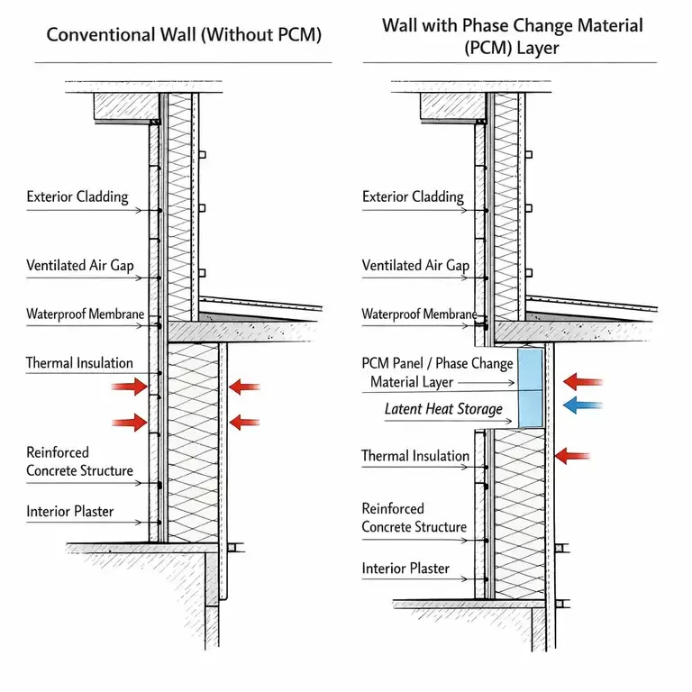 Conventional Wall (Without PCM)
Exterior Cladding
Ventilated Air Gap
Waterproof Membrane
Thermal Insulation
Reinforced
Concrete Structure
Interior Plaster
Wall with Phase Change Material
(PCM) Layer
Exterior Cladding
Ventilated Air Gap
Waterproof Membrane
PCM Panel / Phase Change
Material Layer
Latent Heat Storage
Thermal Insulation
Reinforced
Concrete Structure
Interior Plaster